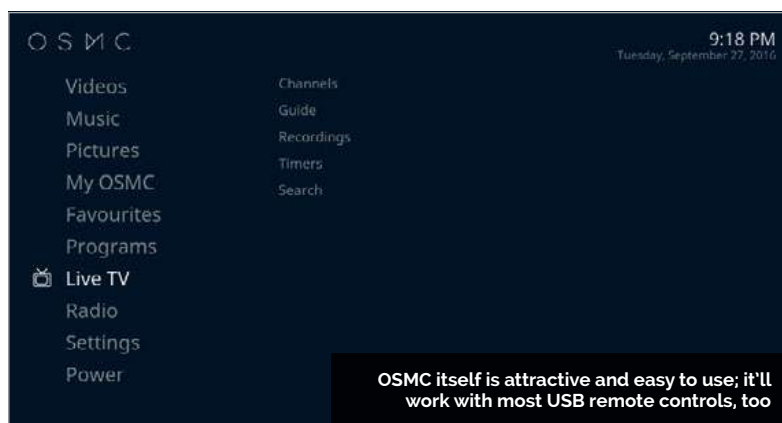 OSMC
9:18 PM
Tuesday, September 27, 2016
Videos
Music
Pictures
My OSMC
Favourites
Programs
Live TV
Radio
Settings
Power
Channels
Guide
Recordings
Timers
Search
OSMC itself is attractive and easy to use; it'll
work with most USB remote controls, too